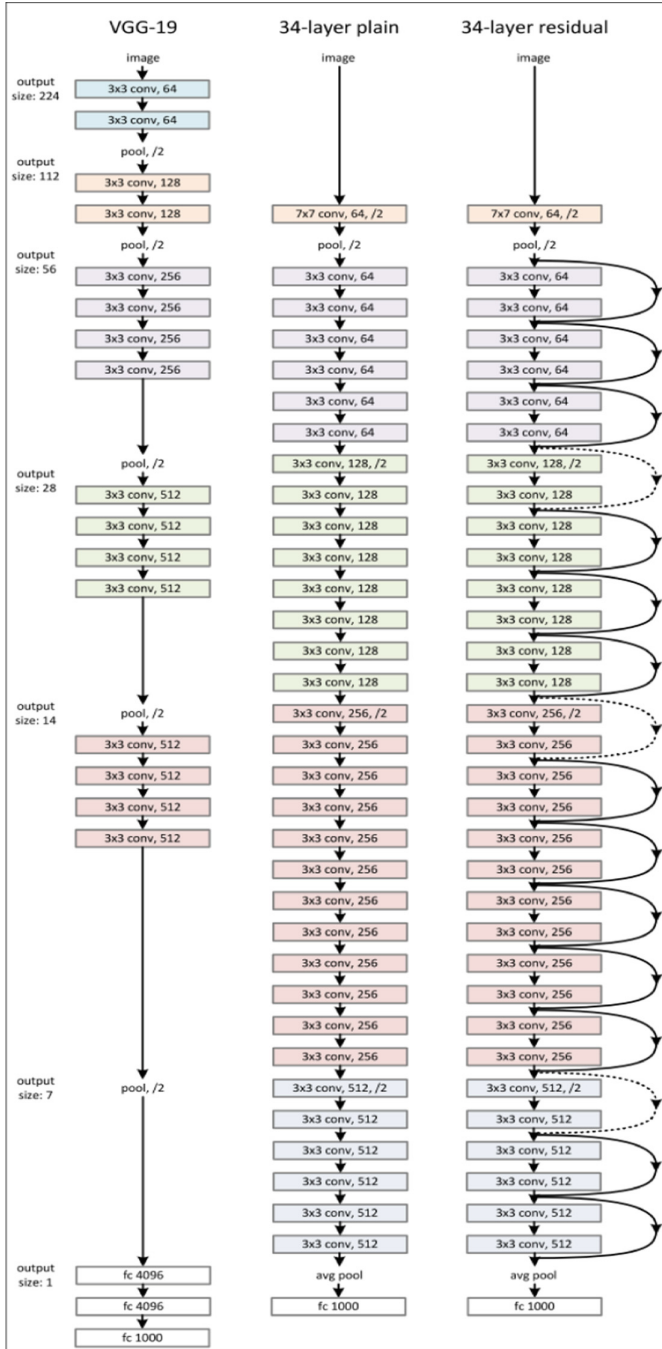 output
size: 224
output
size: 112
output
size: 56
output
size: 28
output
size: 14
output
size: 7
output
size: 1
VGG-19
image
3x3 conv, 64
3x3 conv, 64
pool, /2
3x3 conv, 128
3x3 conv, 128
pool, /2
3x3 conv, 256
3x3 conv, 256
3x3 conv, 256
3x3 conv, 256
pool, /2
3x3 conv, 512
3x3 conv, 512
3x3 conv, 512
3x3 conv, 512
pool, /2
3x3 conv, 512
3x3 conv, 512
3x3 conv, 512
3x3 conv, 512
pool, /2
fc 4096
fc 4096
fc 1000
34-layer plain
image
7x7 conv, 64, /2
pool, /2
3x3 conv, 64
3x3 conv, 64
3x3 conv, 64
3x3 conv, 64
3x3 conv, 64
3x3 conv, 64
3x3 conv, 128, /2
3x3 conv, 128
3x3 conv, 128
3x3 conv, 128
3x3 conv, 128
3x3 conv, 128
3x3 conv, 128
3x3 conv, 128
3x3 conv, 256, /2
3x3 conv, 256
3x3 conv, 256
3x3 conv, 256
3x3 conv, 256
3x3 conv, 256
3x3 conv, 256
3x3 conv, 256
3x3 conv, 256
3x3 conv, 256
3x3 conv, 256
3x3 conv, 256
3x3 conv, 512, /2
3x3 conv, 512
3x3 conv, 512
3x3 conv, 512
3x3 conv, 512
3x3 conv, 512
avg pool
fc 1000
34-layer residual
image
7x7 conv, 64, /2
pool, /2
3x3 conv, 64
3x3 conv, 64
3x3 conv, 64
3x3 conv, 64
3x3 conv, 64
3x3 conv, 64
3x3 conv, 128, /2
3x3 conv, 128
3x3 conv, 128
3x3 conv, 128
3x3 conv, 128
3x3 conv, 128
3x3 conv, 128
3x3 conv, 128
3x3 conv, 256, /2
3x3 conv, 256
3x3 conv, 256
3x3 conv, 256
3x3 conv, 256
3x3 conv, 256
3x3 conv, 256
3x3 conv, 256
3x3 conv, 256
3x3 conv, 256
3x3 conv, 256
3x3 conv, 256
3x3 conv, 512, /2
3x3 conv, 512
3x3 conv, 512
3x3 conv, 512
3x3 conv, 512
3x3 conv, 512
avg pool
fc 1000